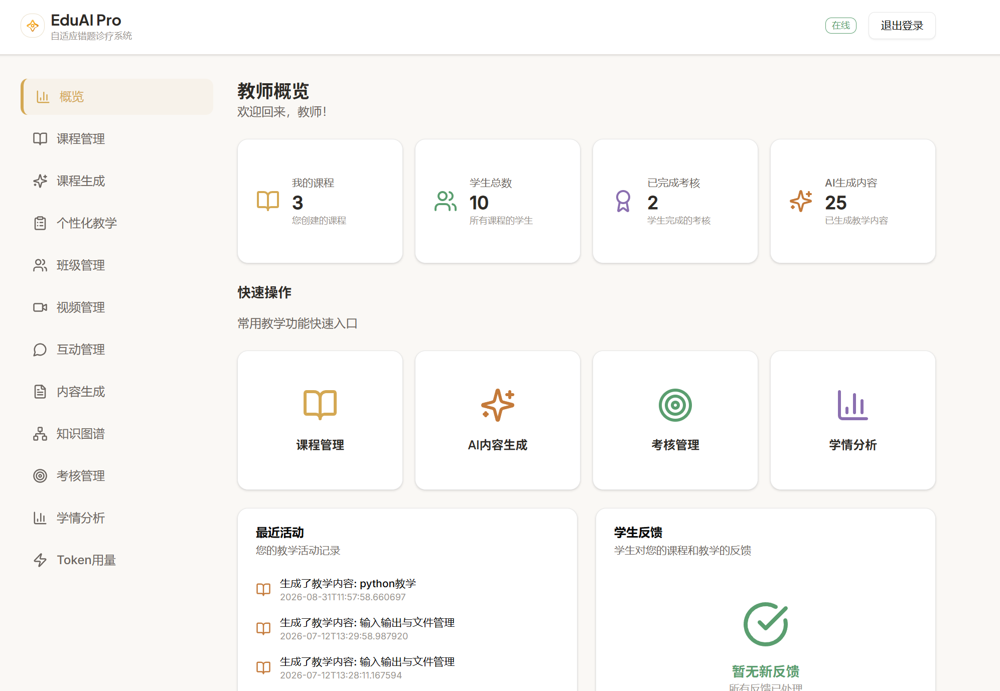 EduAI Pro
自适应错题诊疗系统
在线
退出登录
概览
课程管理
课程生成
个性化教学
班级管理
视频管理
互动管理
内容生成
知识图谱
考核管理
学情分析
Token用量
教师概览
欢迎回来，教师！
我的课程
3
您创建的课程
学生总数
10
所有课程的学生
已完成考核
2
学生完成的考核
AI生成内容
25
已生成教学内容
快速操作
常用教学功能快速入口
课程管理
AI内容生成
考核管理
学情分析
最近活动
您的教学活动记录
生成了教学内容: python教学
2026-08-31T11:57:58.660697
生成了教学内容: 输入输出与文件管理
2026-07-12T13:29:58.987920
生成了教学内容: 输入输出与文件管理
2026-07-12T13:28:11.167594
学生反馈
学生对您的课程和教学的反馈
暂无新反馈
所有反馈已处理